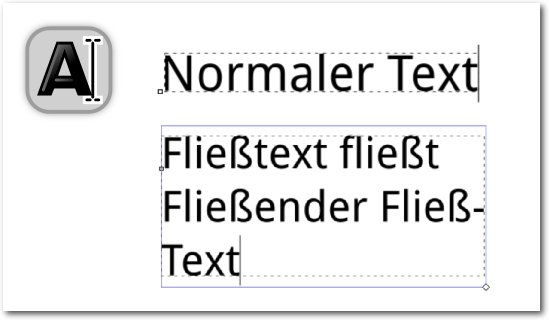 A
Normaler Text
Fließtext fließt
Fließender Fließ-
Text